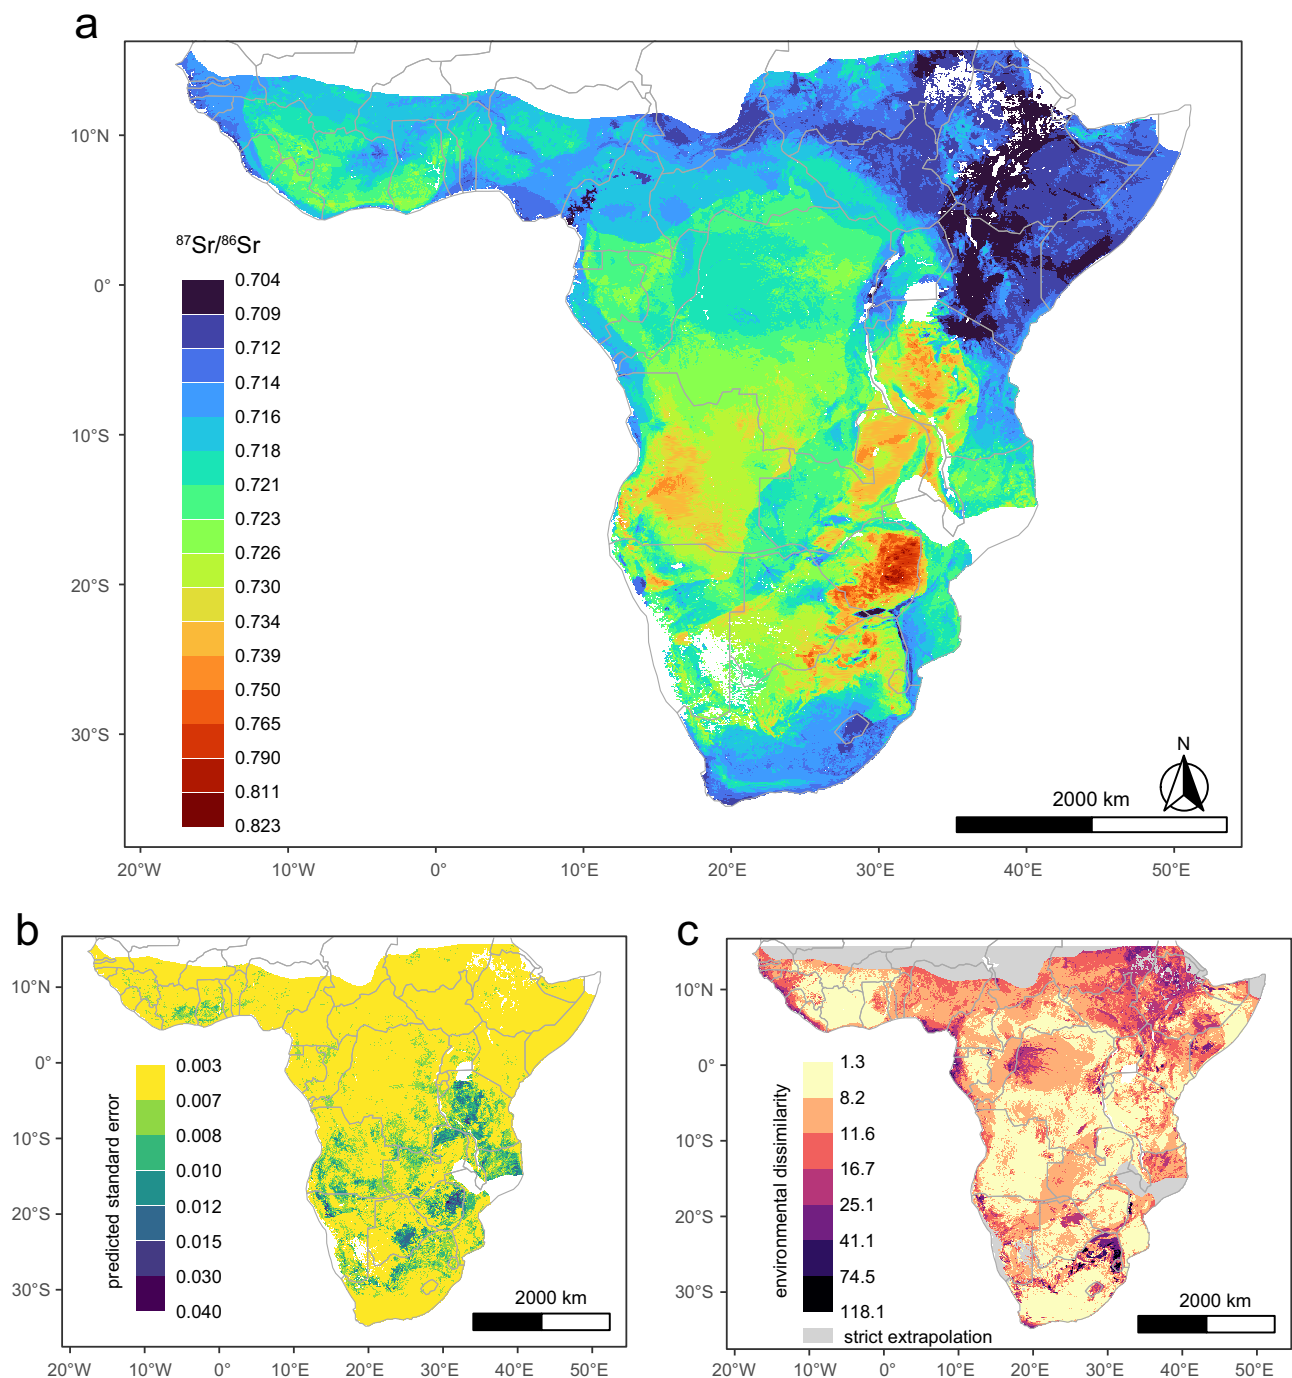 a
10°N
0°
10°S
20°S
30°S
⁸⁷Sr/⁸⁶Sr
0.704
0.709
0.712
0.714
0.716
0.718
0.721
0.723
0.726
0.730
0.734
0.739
0.750
0.765
0.790
0.811
0.823
N
2000 km
20°W
10°W
0°
10°E
20°E
30°E
40°E
50°E
b
10°N
0°
10°S
20°S
30°S
predicted standard error
0.003
0.007
0.008
0.010
0.012
0.015
0.030
0.040
2000 km
20°W
10°W
0°
10°E
20°E
30°E
40°E
50°E
c
10°N
0°
10°S
20°S
30°S
environmental dissimilarity
1.3
8.2
11.6
16.7
25.1
41.1
74.5
118.1
strict extrapolation
2000 km
20°W
10°W
0°
10°E
20°E
30°E
40°E
50°E